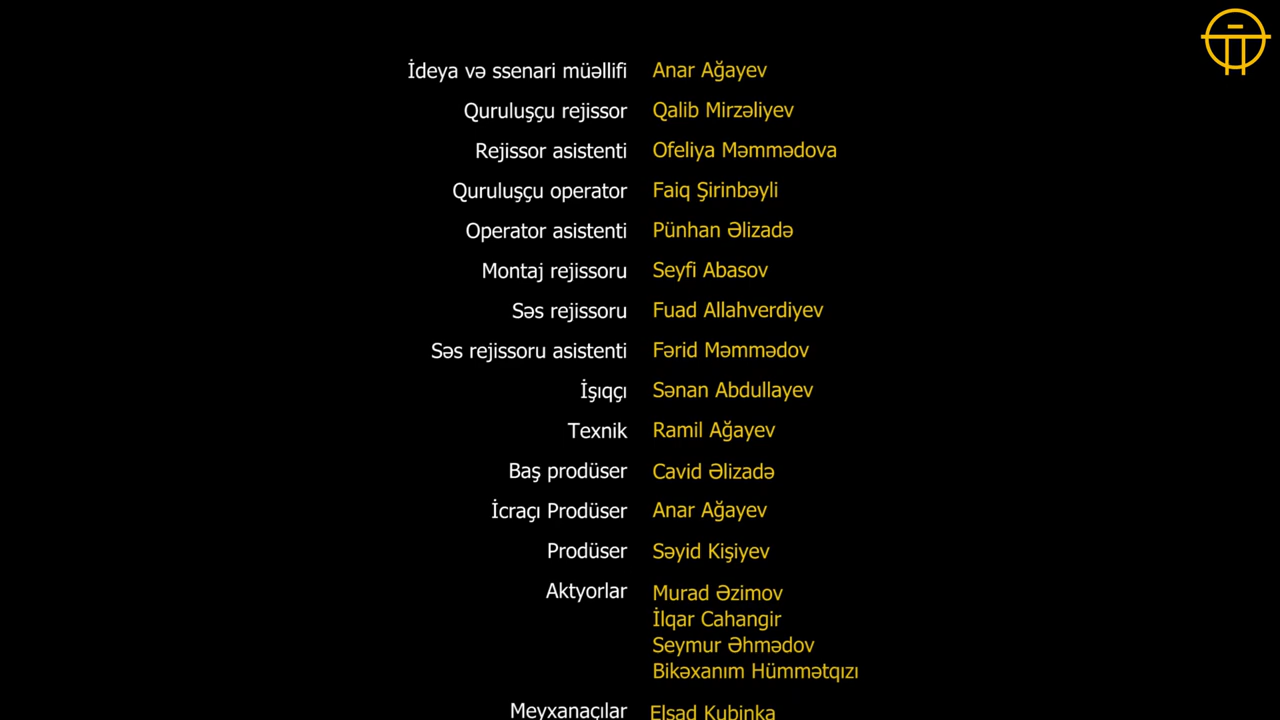 İdeya və ssenari müəllifi Anar Ağayev
Quruluşçu rejissor Qalib Mirzəliyev
Rejissor asistenti Ofeliya Məmmədova
Quruluşçu operator Faiq Şirinbəyli
Operator asistenti Pünhan Əlizadə
Montaj rejissoru Seyfi Abasov
Səs rejissoru Fuad Allahverdiyev
Səs rejissoru asistenti Fərid Məmmədov
İşıqçı Sənan Abdullayev
Texnik Ramil Ağayev
Baş prodüser Cavid Əlizadə
İcraçı Prodüser Anar Ağayev
Prodüser Səyid Kişiyev
Aktyorlar Murad Əzimov
İlqar Cahangir
Seymur Əhmədov
Bikəxanım Hümmətqızı
Meyxanaçılar Elşad Kubinka